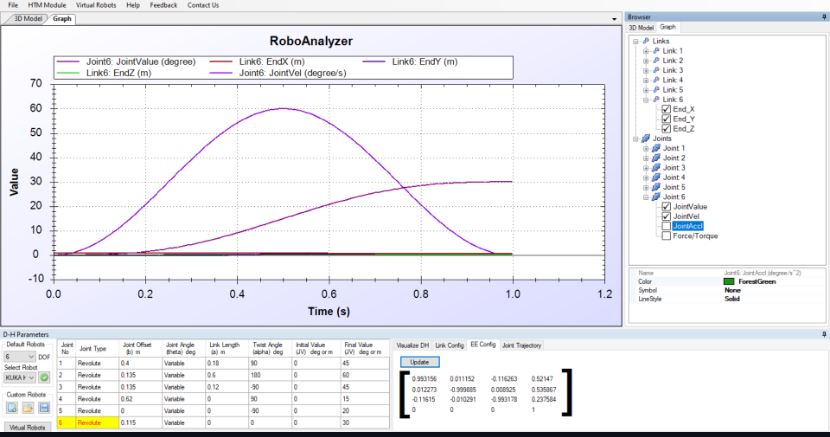 File HTM Module Virtual Robots Help Feedback Contact Us
3D Model Graph
RoboAnalyzer
Joint6: JointValue (degree) Link6: EndX (m) Link6: EndY (m)
Link6: EndZ (m) Joint6: JointVel (degree/s)
Value
70
60
50
40
30
20
10
0
-10
0.0 0.2 0.4 0.6 0.8 1.0 1.2
Time (s)
Browser
3D Model Graph
Links
Link 1
Link 2
Link 3
Link 4
Link 5
Link 6
End_X
End_Y
End_Z
Joints
Joint 1
Joint 2
Joint 3
Joint 4
Joint 5
Joint 6
JointValue
JointVel
JointAccl
Force/Torque
Name Joint6: JointAccl (degree/s^2)
Color ForestGreen
Symbol None
LineStyle Solid
D-H Parameters
Default Robots
6 DOF
Select Robot
Custom Robots
Virtual Robots
Joint No Joint Type Joint Offset (b) m Joint Angle (theta) deg Link Length (a) m Twist Angle (alpha) deg Initial Value (JV) deg or m Final Value (JV) deg or m
1 Revolute 0.4 Variable 0.18 90 0 45
2 Revolute 0.135 Variable 0.6 180 0 60
3 Revolute 0.135 Variable 0.12 -90 0 45
4 Revolute 0.62 Variable 0 90 0 15
5 Revolute 0 Variable 0 -90 0 20
6 Revolute 0.115 Variable 0 0 0 30
Visualize DH Link Config EE Config Joint Trajectory
Update
0.993156 0.011152 -0.116263 0.52147
0.012273 -0.999885 0.008925 0.535867
-0.11615 -0.010291 -0.993178 0.237584
0 0 0 1